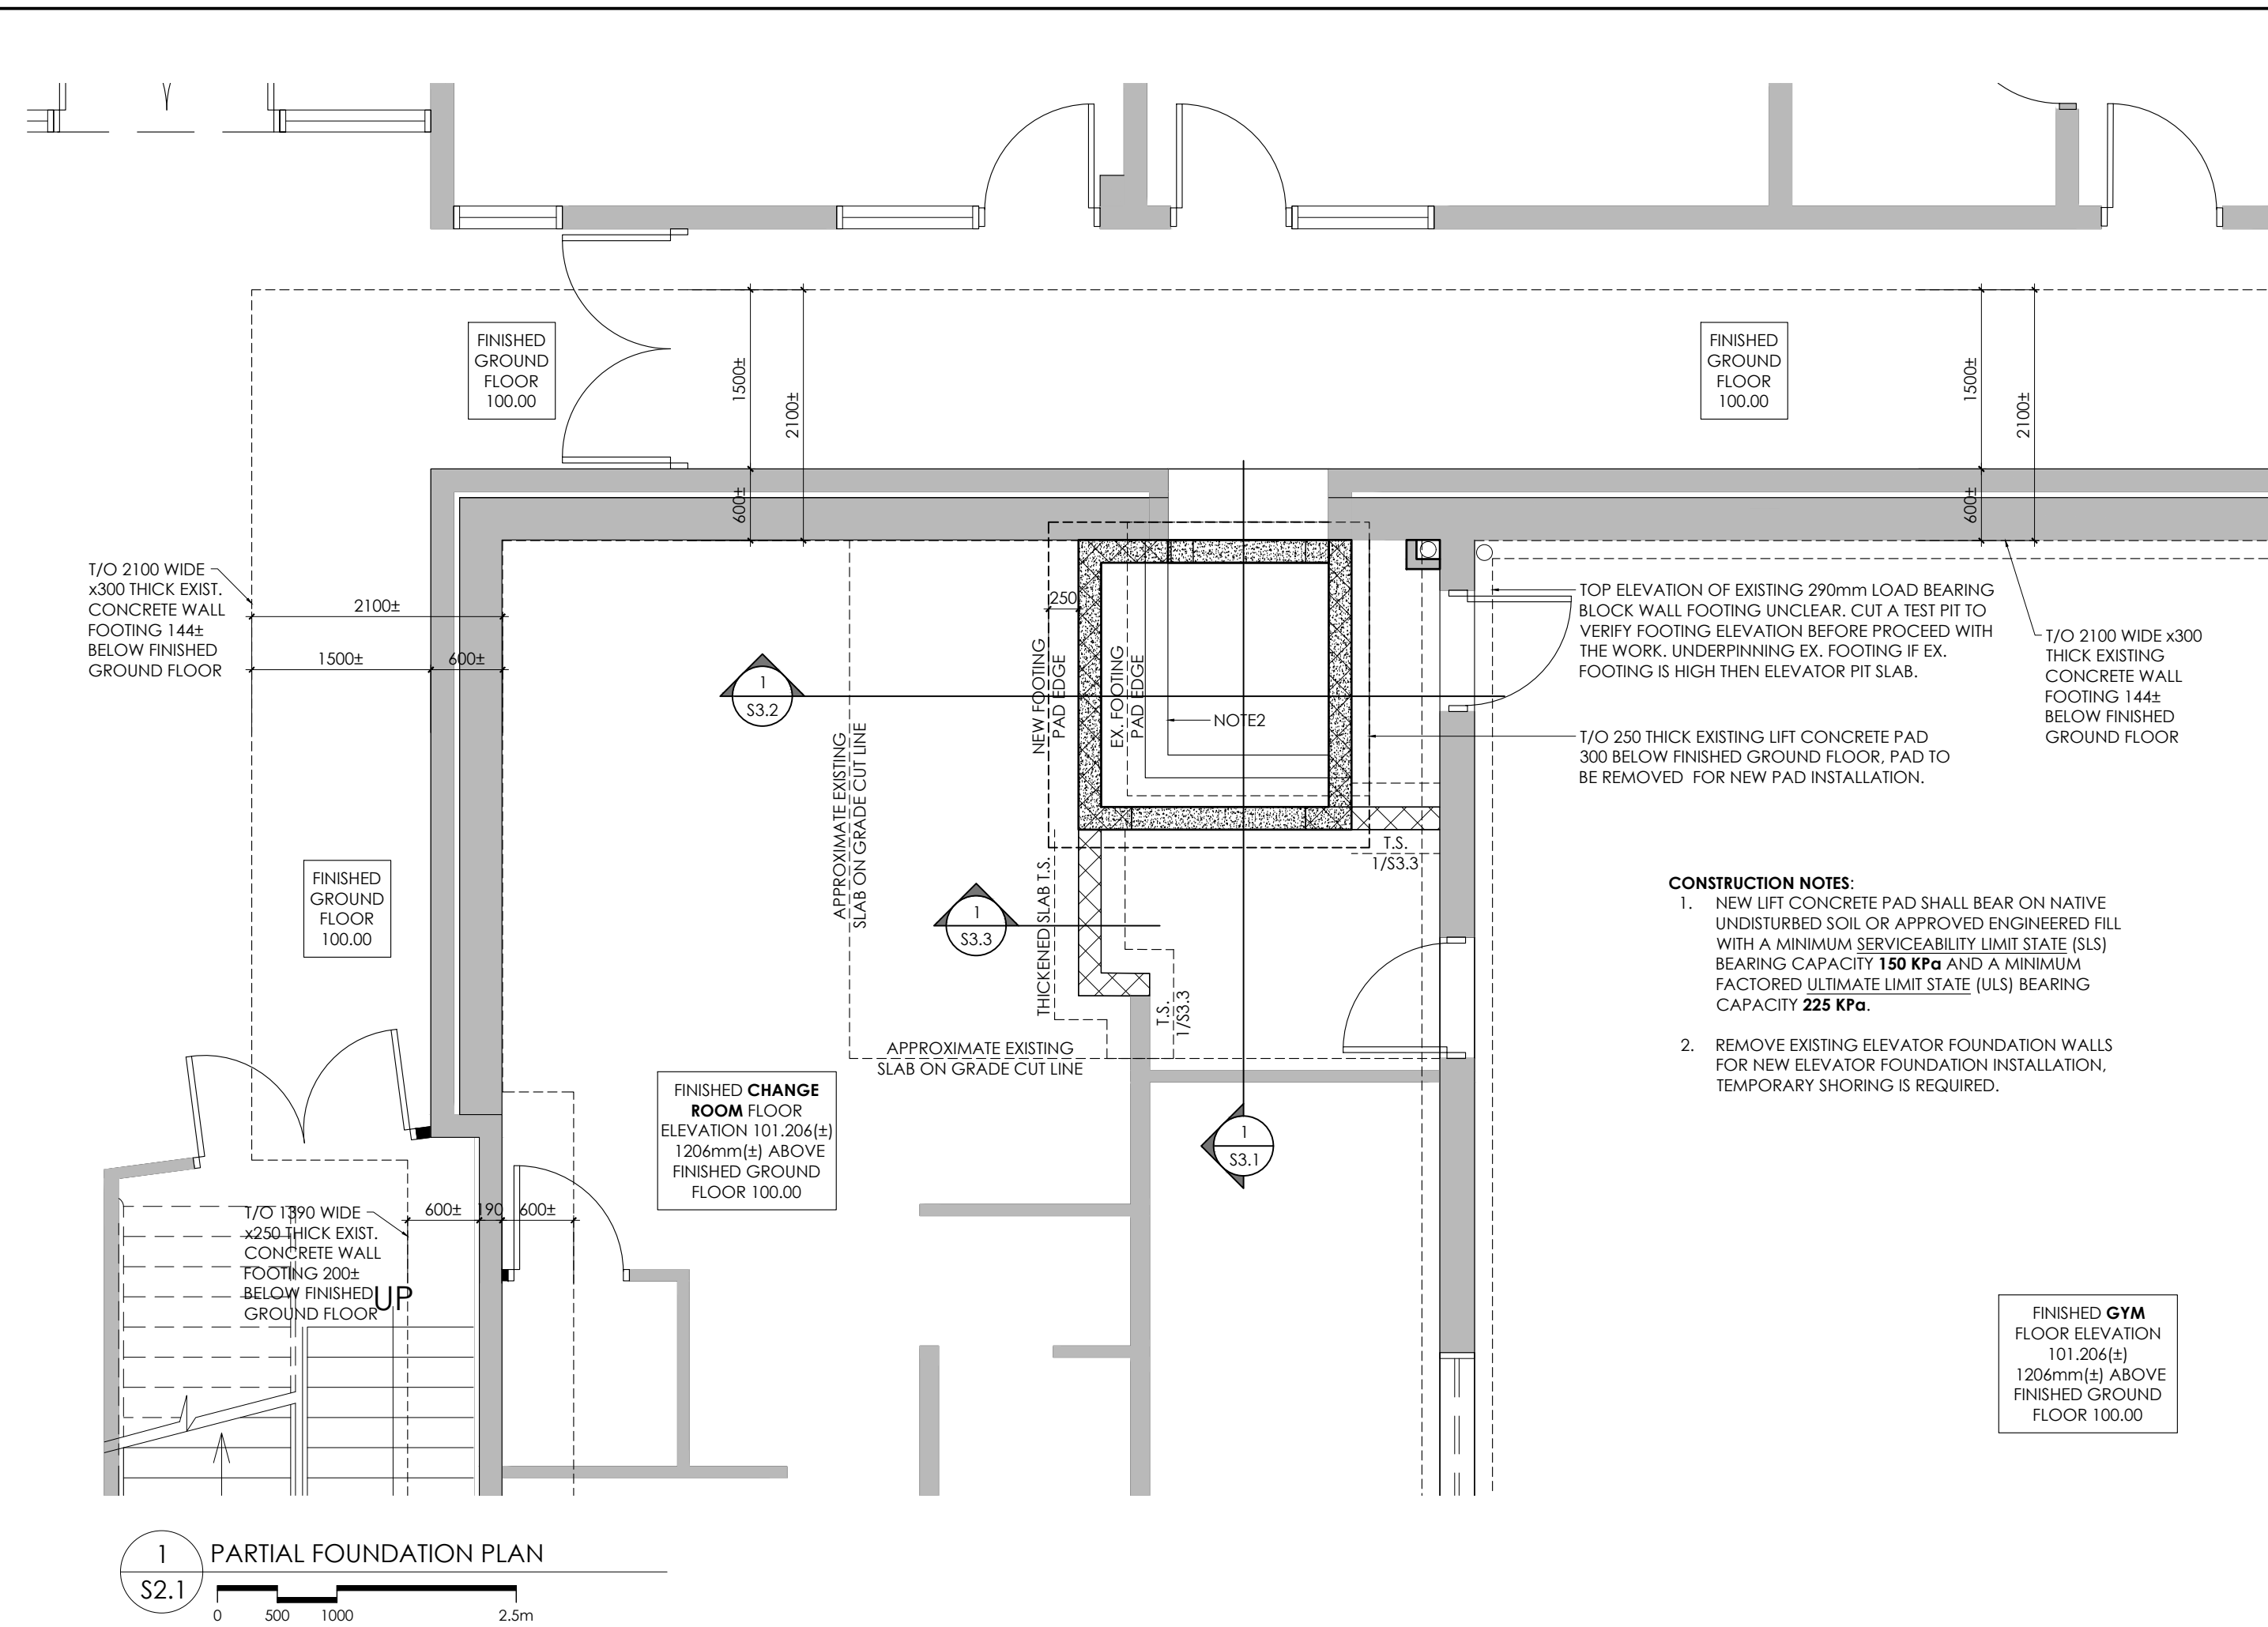 FINISHED
GROUND
FLOOR
100.00
1500±
2100±
600±
FINISHED
GROUND
FLOOR
100.00
1500±
2100±
600±
T/O 2100 WIDE
x300 THICK EXIST.
CONCRETE WALL
FOOTING 144±
BELOW FINISHED
GROUND FLOOR
2100±
1500±
600±
250
NEW FOOTING
PAD EDGE
EX. FOOTING
PAD EDGE
NOTE2
1
S3.2
APPROXIMATE EXISTING
SLAB ON GRADE CUT LINE
TOP ELEVATION OF EXISTING 290mm LOAD BEARING
BLOCK WALL FOOTING UNCLEAR. CUT A TEST PIT TO
VERIFY FOOTING ELEVATION BEFORE PROCEED WITH
THE WORK. UNDERPINNING EX. FOOTING IF EX.
FOOTING IS HIGH THEN ELEVATOR PIT SLAB.
T/O 250 THICK EXISTING LIFT CONCRETE PAD
300 BELOW FINISHED GROUND FLOOR, PAD TO
BE REMOVED FOR NEW PAD INSTALLATION.
T/O 2100 WIDE x300
THICK EXISTING
CONCRETE WALL
FOOTING 144±
BELOW FINISHED
GROUND FLOOR
T.S.
1/S3.3
FINISHED
GROUND
FLOOR
100.00
1
S3.3
THICKENED SLAB T.S.
T.S.
1/S3.3
APPROXIMATE EXISTING
SLAB ON GRADE CUT LINE
CONSTRUCTION NOTES:
1. NEW LIFT CONCRETE PAD SHALL BEAR ON NATIVE
UNDISTURBED SOIL OR APPROVED ENGINEERED FILL
WITH A MINIMUM SERVICEABILITY LIMIT STATE (SLS)
BEARING CAPACITY 150 KPa AND A MINIMUM
FACTORED ULTIMATE LIMIT STATE (ULS) BEARING
CAPACITY 225 KPa.
2. REMOVE EXISTING ELEVATOR FOUNDATION WALLS
FOR NEW ELEVATOR FOUNDATION INSTALLATION,
TEMPORARY SHORING IS REQUIRED.
FINISHED CHANGE
ROOM FLOOR
ELEVATION 101.206(±)
1206mm(±) ABOVE
FINISHED GROUND
FLOOR 100.00
1
S3.1
T/O 1390 WIDE
x250 THICK EXIST.
CONCRETE WALL
FOOTING 200±
BELOW FINISHED
GROUND FLOOR
UP
600±
190
600±
FINISHED GYM
FLOOR ELEVATION
101.206(±)
1206mm(±) ABOVE
FINISHED GROUND
FLOOR 100.00
1
S2.1
PARTIAL FOUNDATION PLAN
0 500 1000 2.5m